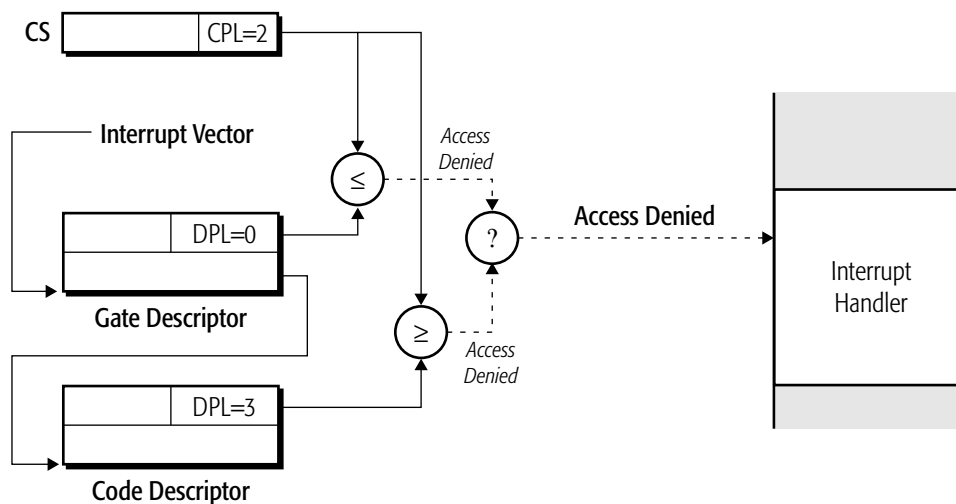 CS
CPL=2
Interrupt Vector
Access
Denied
≤
DPL=0
?
Access Denied
Gate Descriptor
Interrupt
Handler
≥
Access
Denied
DPL=3
Code Descriptor